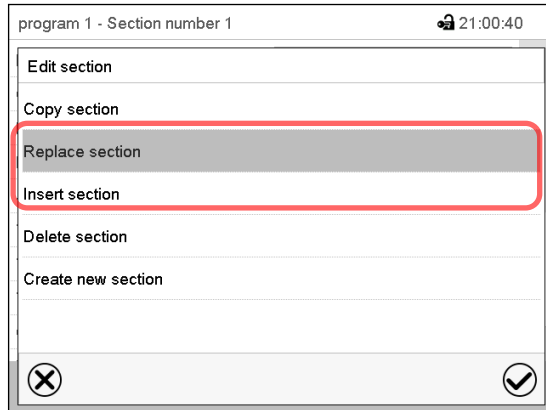 program 1 - Section number 1 21:00:40
Edit section
Copy section
Replace section
Insert section
Delete section
Create new section